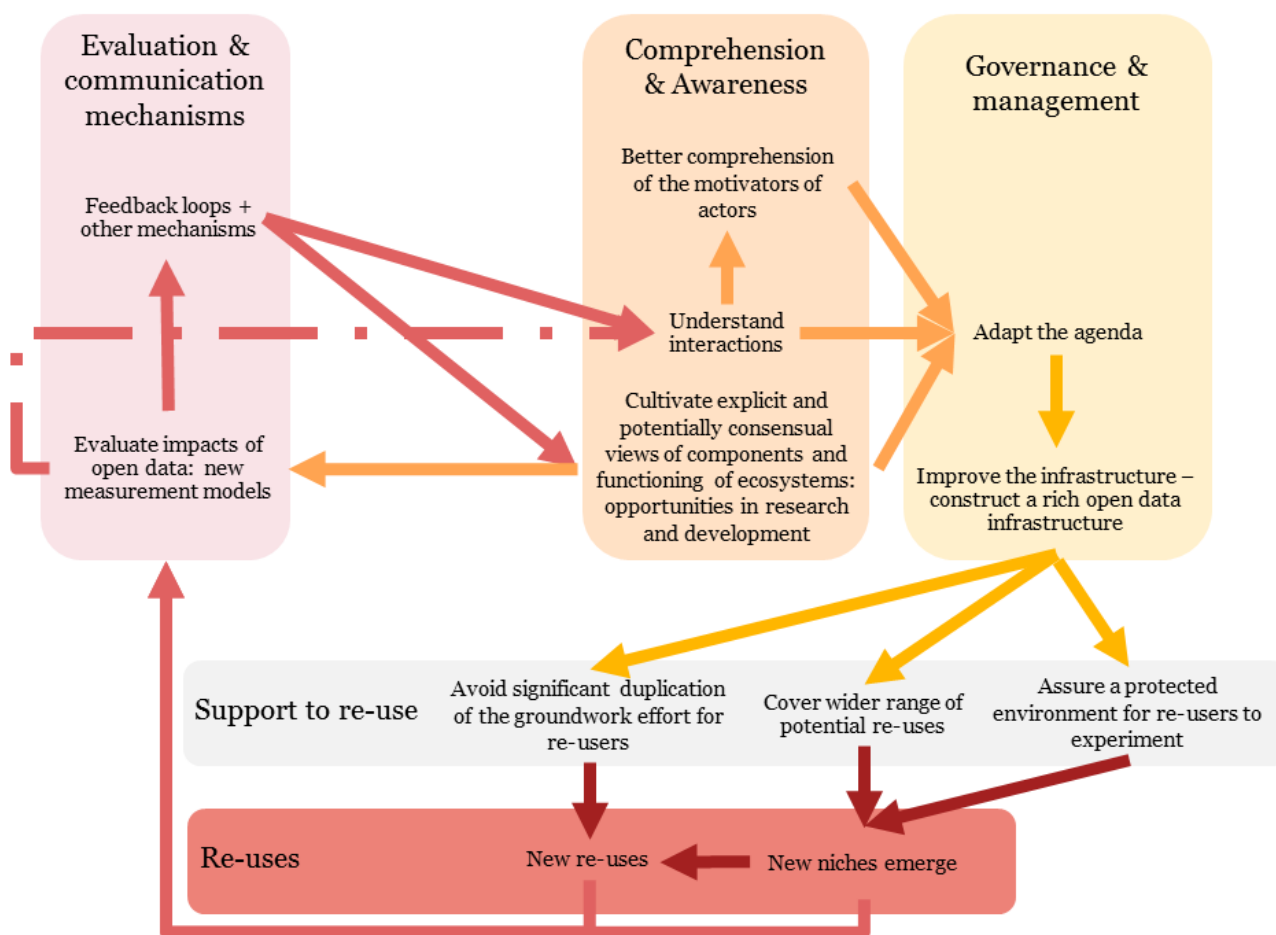 Evaluation &
communication
mechanisms
Feedback loops +
other mechanisms
Evaluate impacts of
open data: new
measurement models
Comprehension
& Awareness
Better comprehension
of the motivators of
actors
Understand
interactions
Cultivate explicit and
potentially consensual
views of components and
functioning of ecosystems:
opportunities in research
and development
Governance &
management
Adapt the agenda
Improve the infrastructure –
construct a rich open data
infrastructure
Support to re-use
Avoid significant duplication
of the groundwork effort for
re-users
Cover wider range of
potential re-uses
Assure a protected
environment for re-users to
experiment
Re-uses
New re-uses
New niches emerge